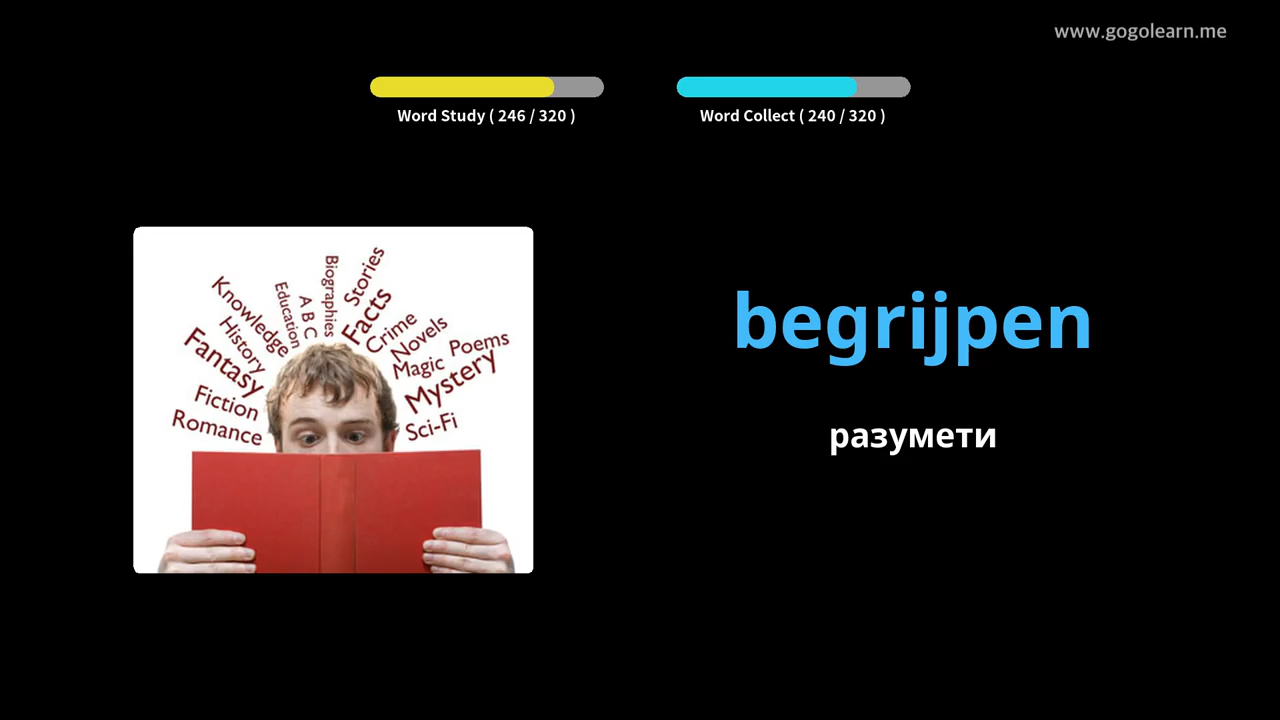 www.gogolearn.me
Word Study ( 246 / 320 )
Word Collect ( 240 / 320 )
Biographies
Stories
Education
A B C
Facts
Knowledge
Crime
History
Novels
Fantasy
Magic
Poems
Mystery
Fiction
Romance
Sci-Fi
begrijpen
разумети